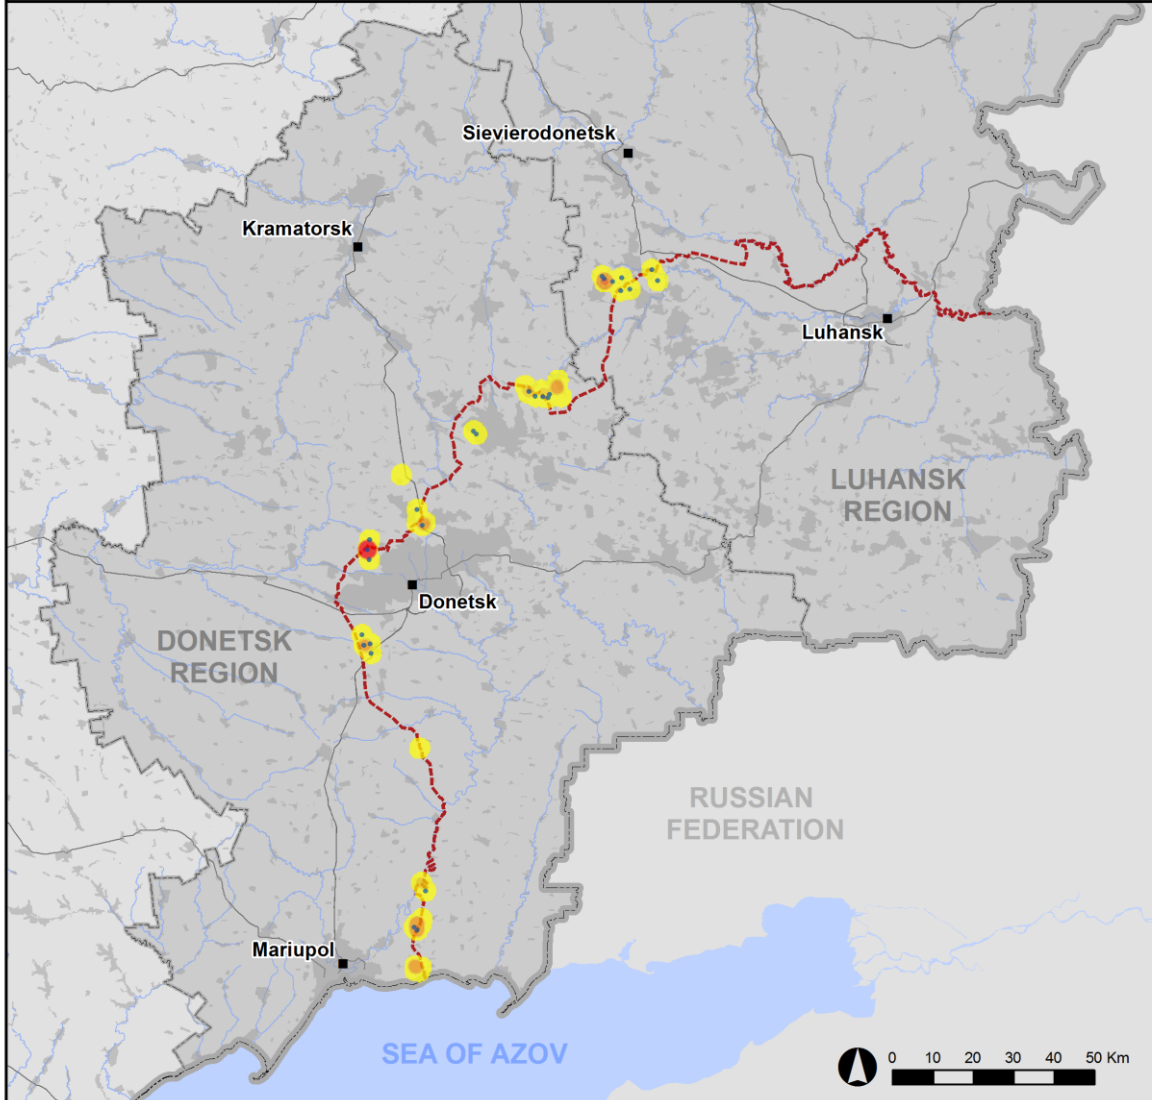 Sievierodonetsk
Kramatorsk
Luhansk
LUHANSK
REGION
Donetsk
DONETSK
REGION
RUSSIAN
FEDERATION
Mariupol
SEA OF AZOV
0 10 20 30 40 50 Km